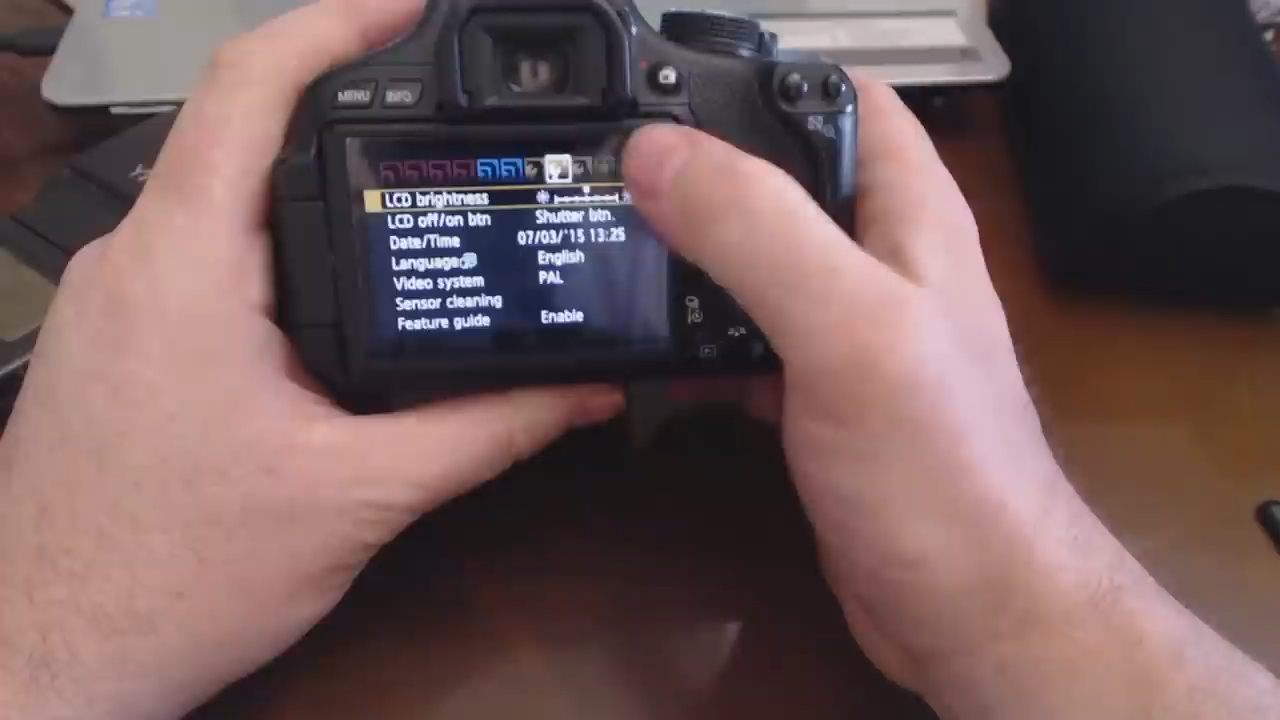 MENU INFO
LCD brightness
LCD off/on btn Shutter btn.
Date/Time 07/03/'15 13:25
Language English
Video system PAL
Sensor cleaning
Feature guide Enable